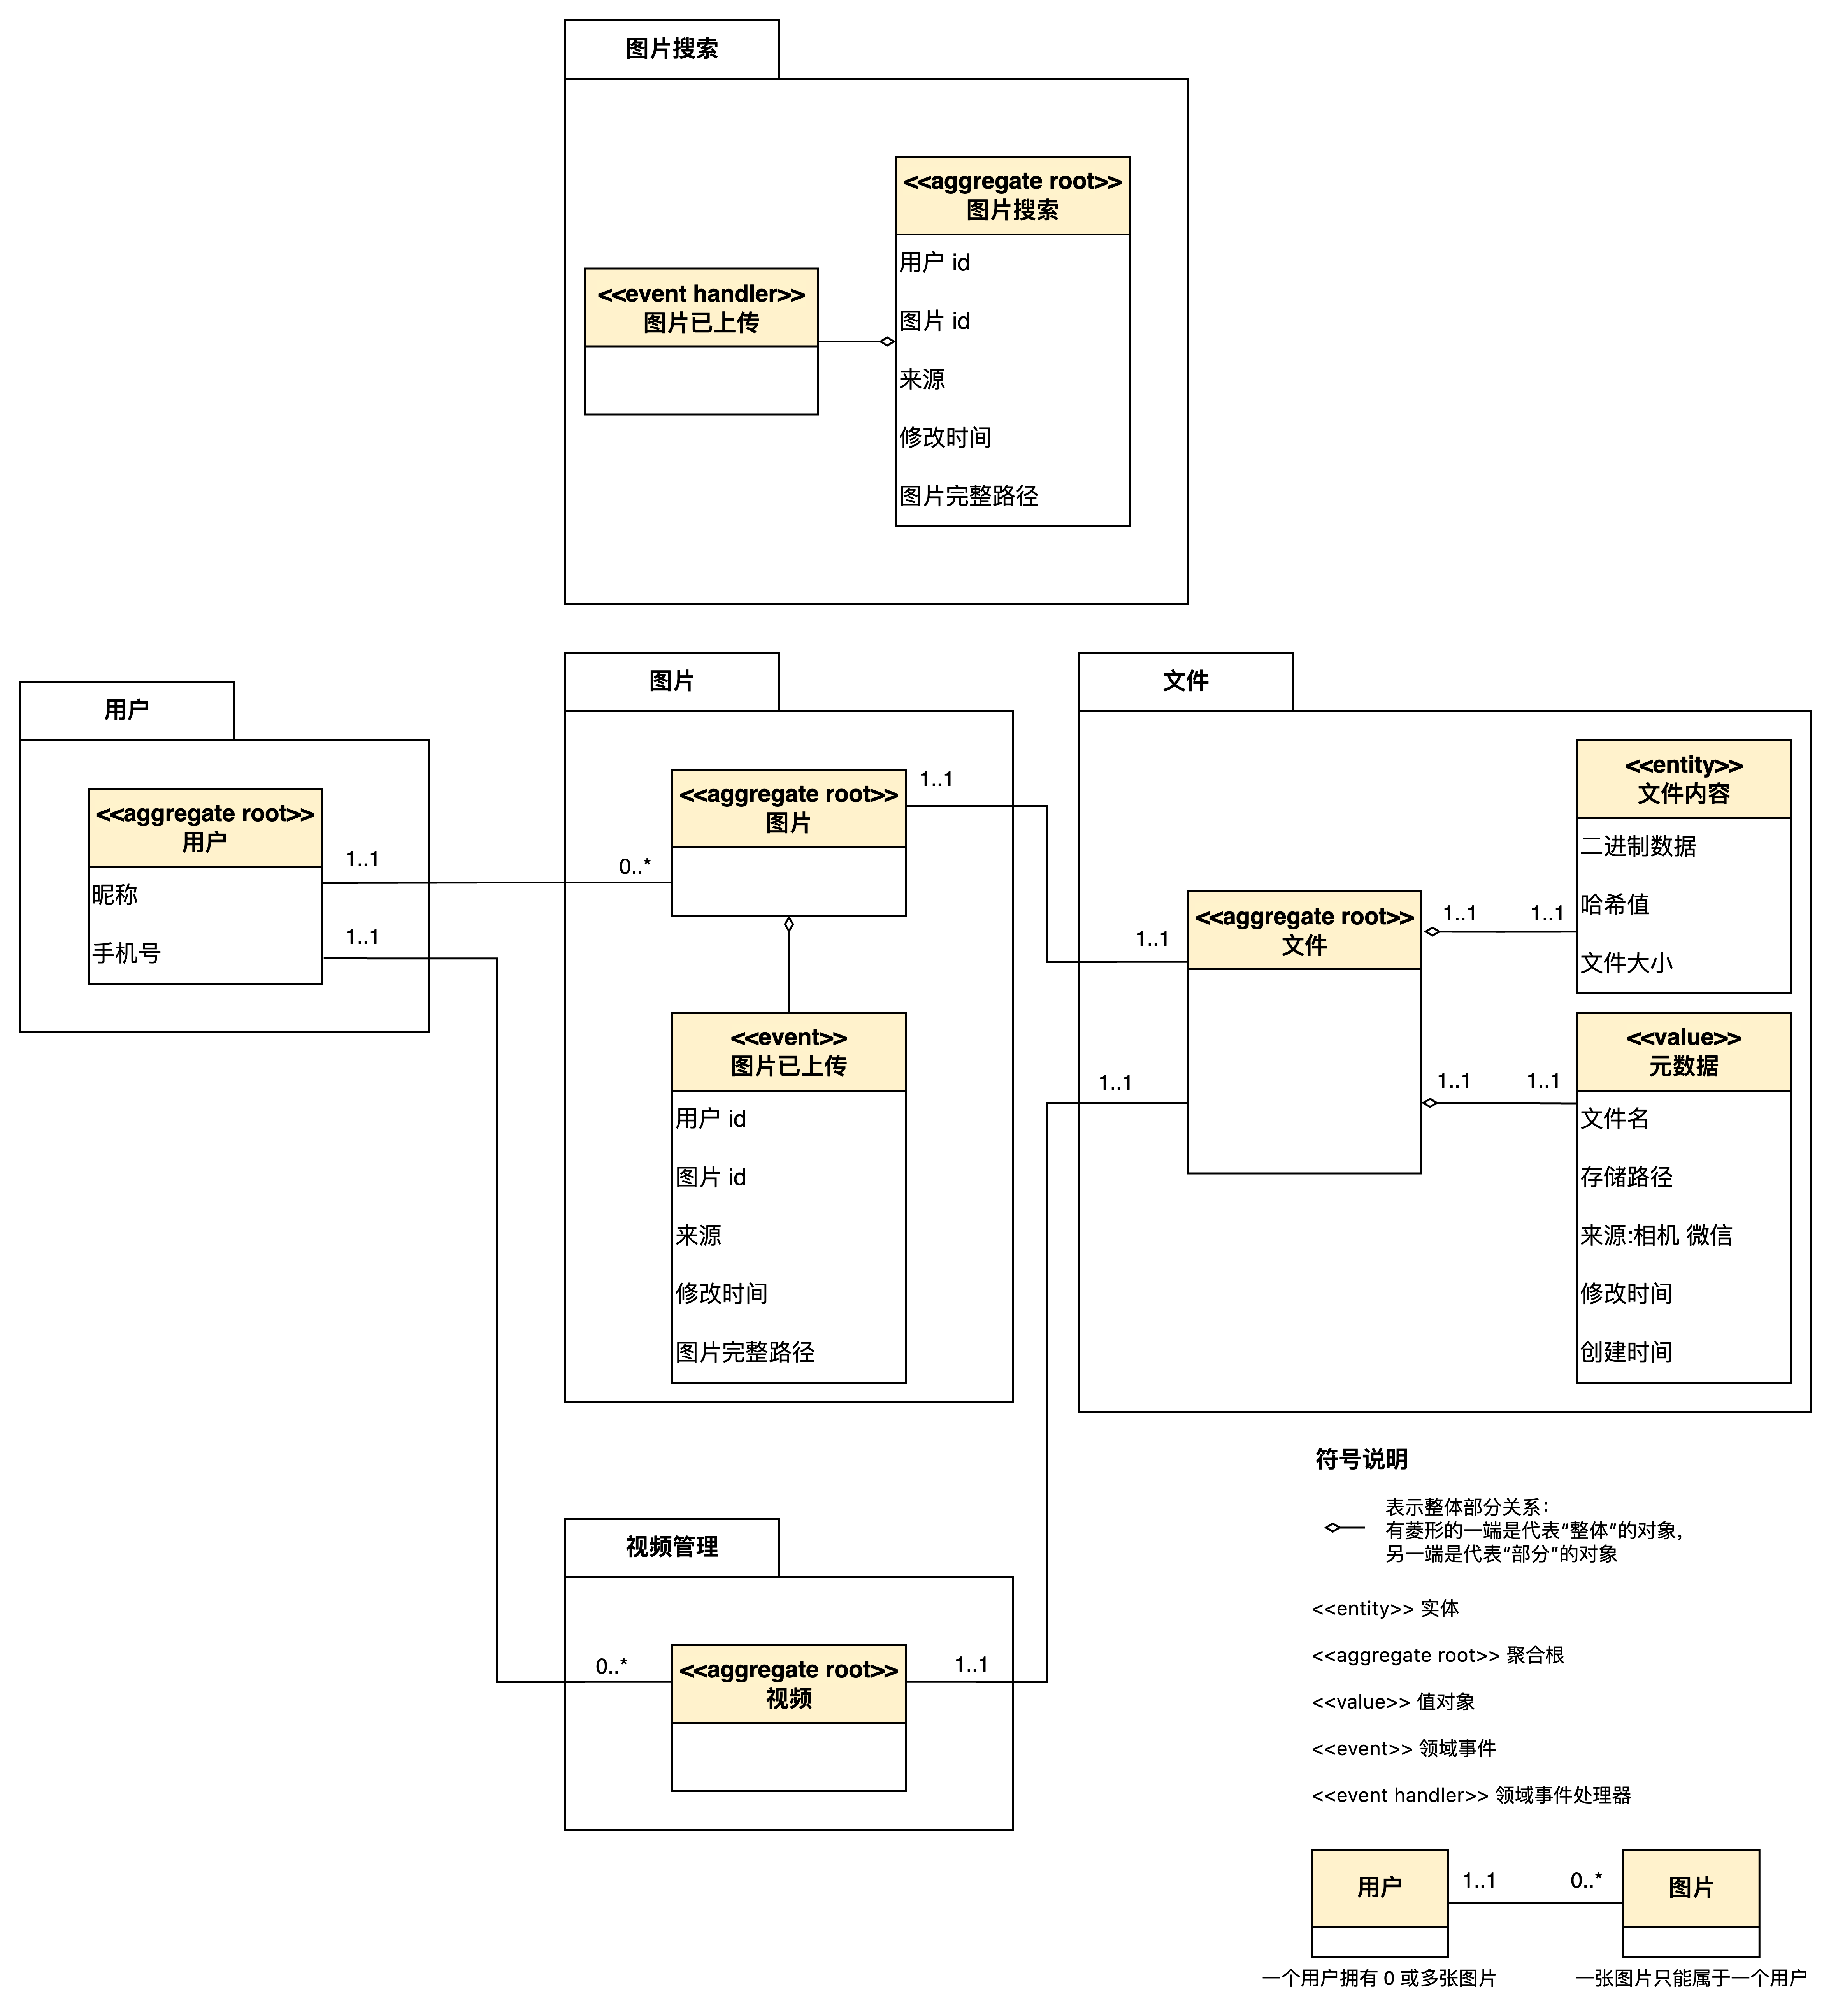 图片搜索
<<aggregate root>>
图片搜索
用户 id
图片 id
来源
修改时间
图片完整路径
<<event handler>>
图片已上传
用户
<<aggregate root>>
用户
昵称
手机号
1..1
1..1
图片
<<aggregate root>>
图片
0..*
1..1
<<event>>
图片已上传
用户 id
图片 id
来源
修改时间
图片完整路径
文件
<<aggregate root>>
文件
1..1
1..1
1..1
1..1
1..1
1..1
<<entity>>
文件内容
二进制数据
哈希值
文件大小
<<value>>
元数据
文件名
存储路径
来源:相机 微信
修改时间
创建时间
视频管理
<<aggregate root>>
视频
0..*
1..1
符号说明
表示整体部分关系：
有菱形的一端是代表“整体”的对象，
另一端是代表“部分”的对象
<<entity>> 实体
<<aggregate root>> 聚合根
<<value>> 值对象
<<event>> 领域事件
<<event handler>> 领域事件处理器
用户
1..1
0..*
图片
一个用户拥有 0 或多张图片
一张图片只能属于一个用户